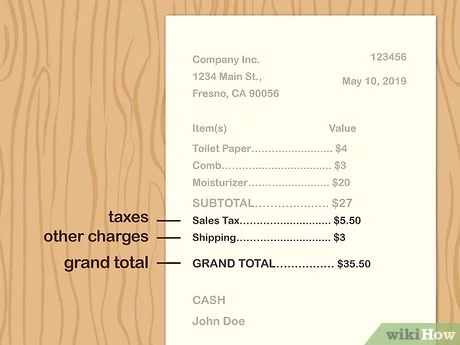 Company Inc. 123456
1234 Main St.,
Fresno, CA 90056
May 10, 2019
Item(s) Value
Toilet Paper......................... $4
Comb................................. $3
Moisturizer......................... $20
SUBTOTAL.................... $27
taxes — Sales Tax............................ $5.50
other charges — Shipping............................. $3
grand total — GRAND TOTAL................ $35.50
CASH
John Doe
wikiHow